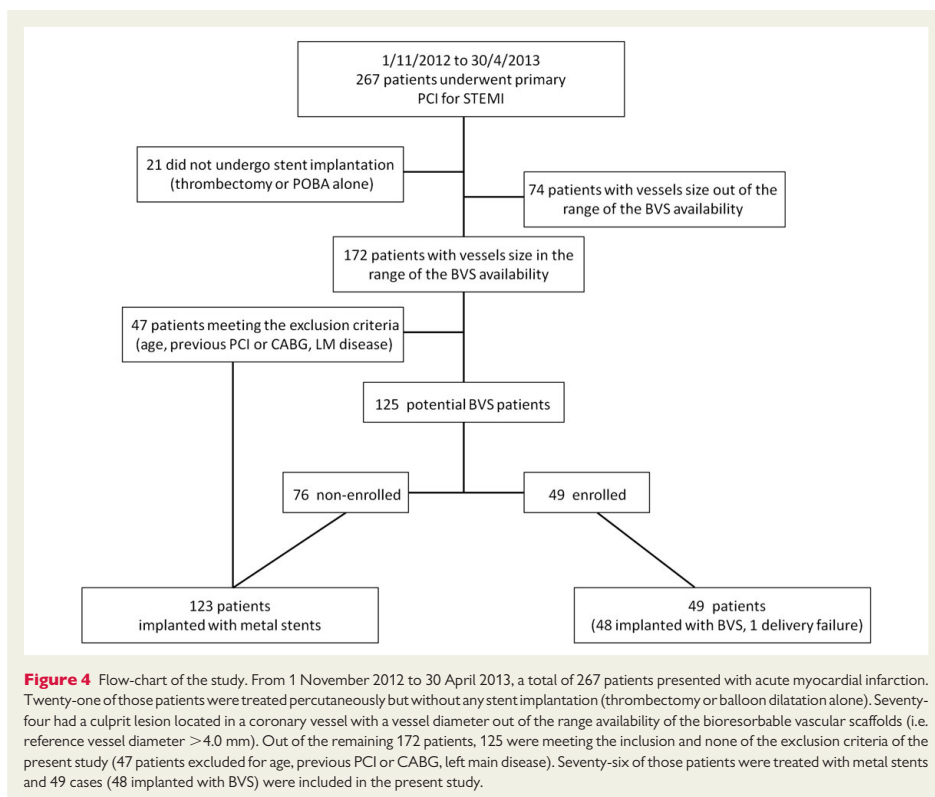 1/11/2012 to 30/4/2013
267 patients underwent primary
PCI for STEMI
21 did not undergo stent implantation
(thrombectomy or POBA alone)
74 patients with vessels size out of the
range of the BVS availability
172 patients with vessels size in the
range of the BVS availability
47 patients meeting the exclusion criteria
(age, previous PCI or CABG, LM disease)
125 potential BVS patients
76 non-enrolled
49 enrolled
123 patients
implanted with metal stents
49 patients
(48 implanted with BVS, 1 delivery failure)
Figure 4 Flow-chart of the study. From 1 November 2012 to 30 April 2013, a total of 267 patients presented with acute myocardial infarction.
Twenty-one of those patients were treated percutaneously but without any stent implantation (thrombectomy or balloon dilatation alone). Seventy-
four had a culprit lesion located in a coronary vessel with a vessel diameter out of the range availability of the bioresorbable vascular scaffolds (i.e.
reference vessel diameter >4.0 mm). Out of the remaining 172 patients, 125 were meeting the inclusion and none of the exclusion criteria of the
present study (47 patients excluded for age, previous PCI or CABG, left main disease). Seventy-six of those patients were treated with metal stents
and 49 cases (48 implanted with BVS) were included in the present study.